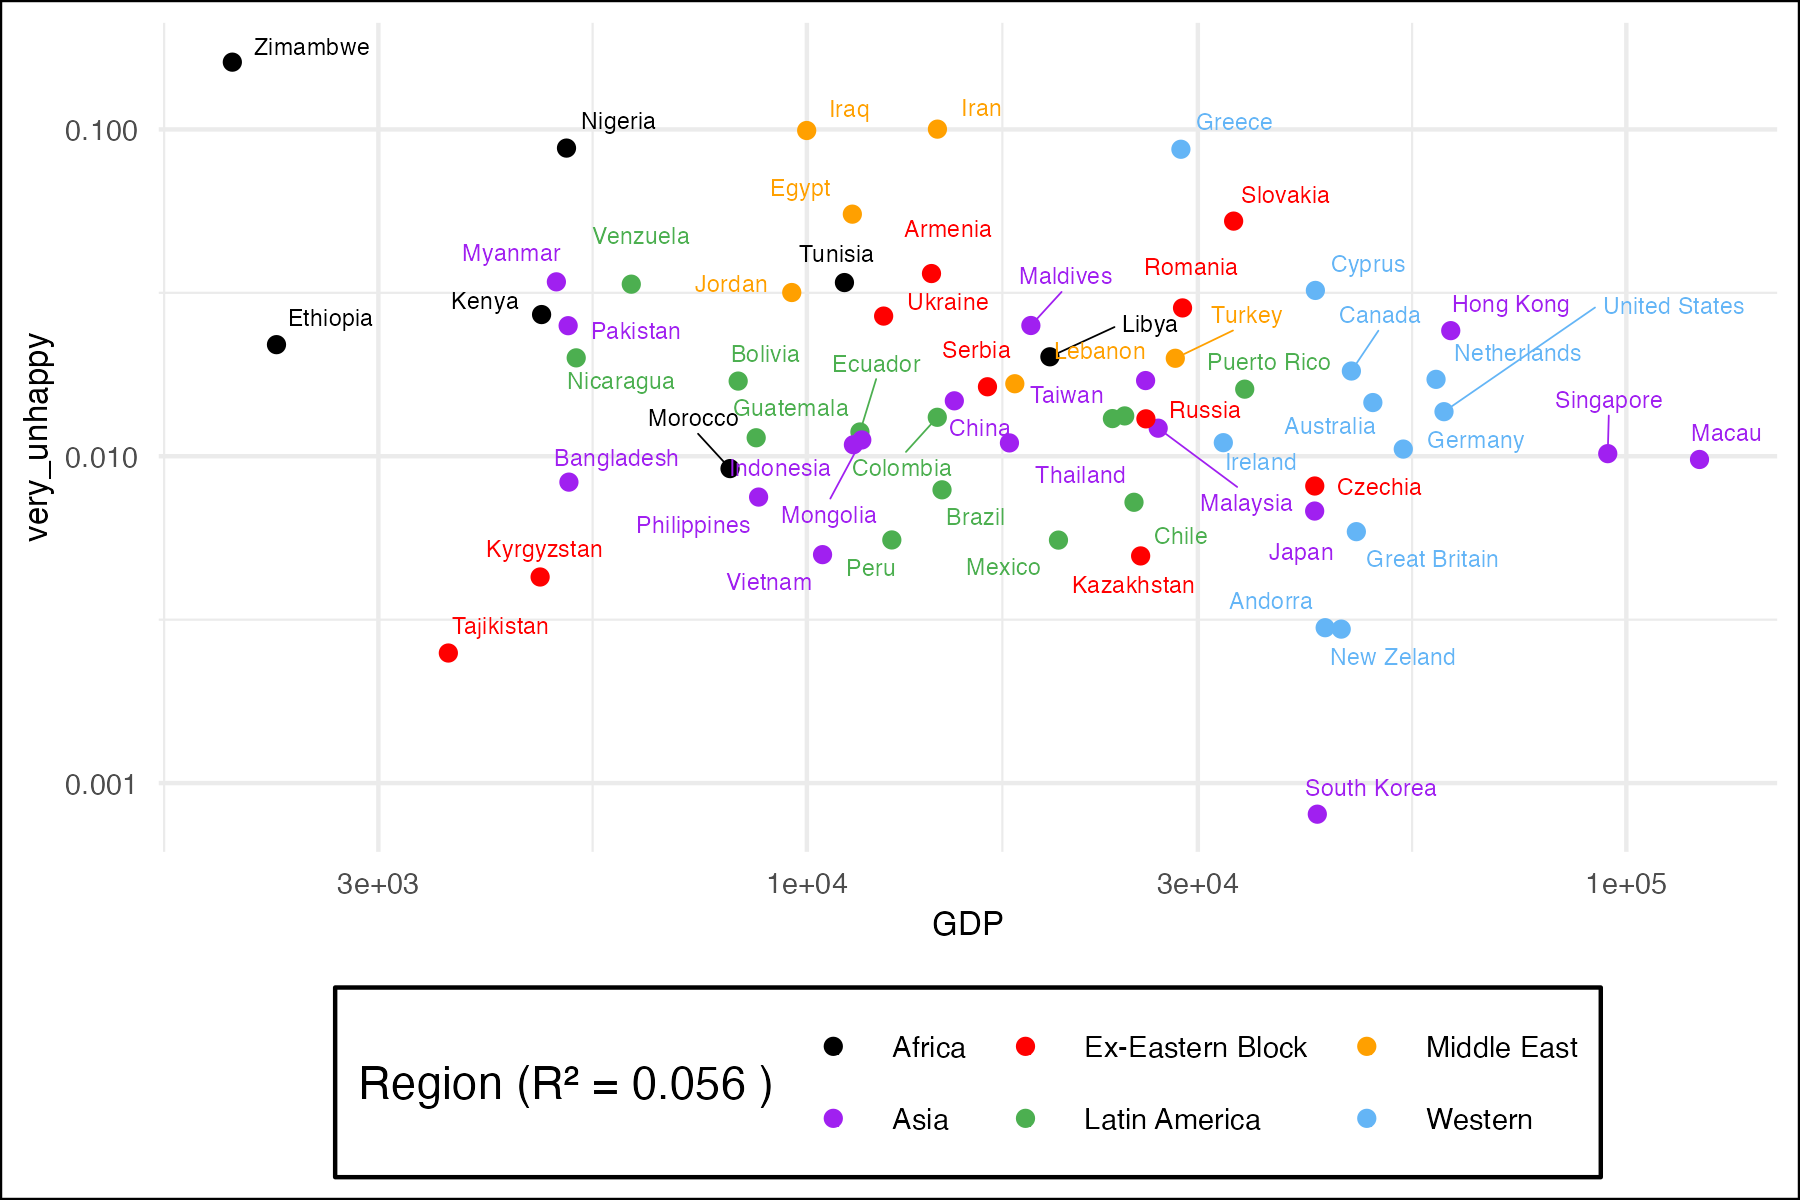 Zimambwe
0.100
Nigeria
Iraq
Iran
Greece
Egypt
Slovakia
Venzuela
Armenia
Myanmar
Tunisia
Romania
Cyprus
Jordan
Maldives
Kenya
Ukraine
Hong Kong
United States
Ethiopia
Pakistan
Libya
Turkey
Canada
Bolivia
Serbia
Lebanon
Netherlands
Ecuador
Puerto Rico
Nicaragua
Taiwan
Singapore
Guatemala
Morocco
Russia
China
Australia
Macau
Germany
0.010
Bangladesh
Indonesia
Colombia
Thailand
Ireland
Czechia
Malaysia
Philippines
Mongolia
Brazil
Chile
Kyrgyzstan
Japan
Great Britain
Vietnam
Peru
Mexico
Kazakhstan
Andorra
Tajikistan
New Zeland
0.001
South Korea
very_unhappy
3e+03 1e+04 3e+04 1e+05
GDP
Region (R² = 0.056 )
Africa Ex-Eastern Block Middle East
Asia Latin America Western